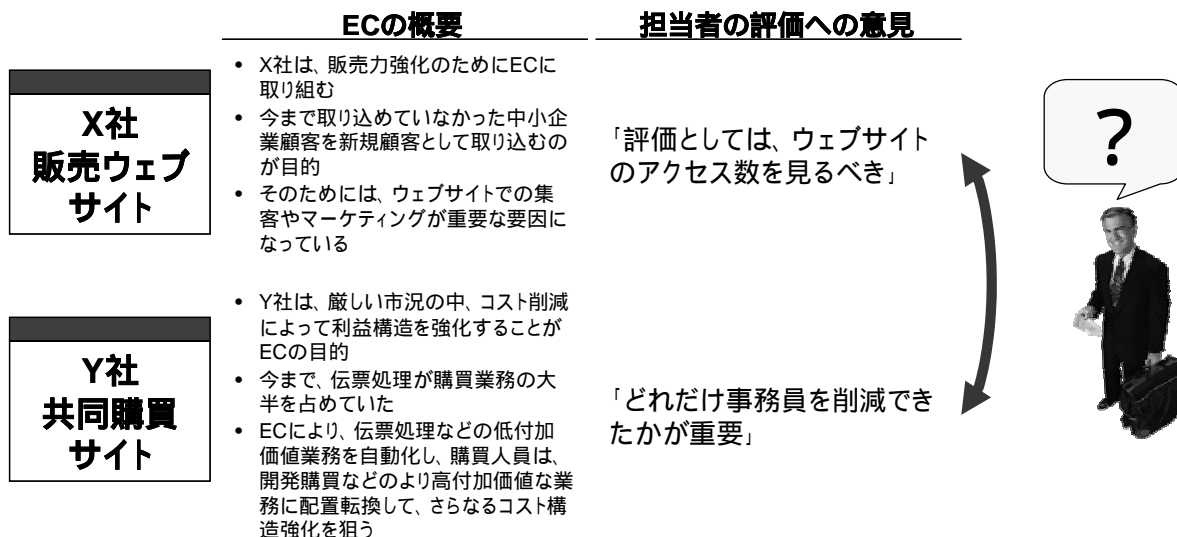 ECの概要
担当者の評価への意見
X社
販売ウェブ
サイト
• X社は、販売力強化のためにECに
取り組む
• 今まで取り込めていなかった中小企
業顧客を新規顧客として取り込むの
が目的
• そのためには、ウェブサイトでの集
客やマーケティングが重要な要因に
なっている
「評価としては、ウェブサイト
のアクセス数を見るべき」
?
Y社
共同購買
サイト
• Y社は、厳しい市況の中、コスト削減
によって利益構造を強化することが
ECの目的
• 今まで、伝票処理が購買業務の大
半を占めていた
• ECにより、伝票処理などの低付加
価値業務を自動化し、購買人員は、
開発購買などのより高付加価値な業
務に配置転換して、さらなるコスト構
造強化を狙う
「どれだけ事務員を削減でき
たかが重要」